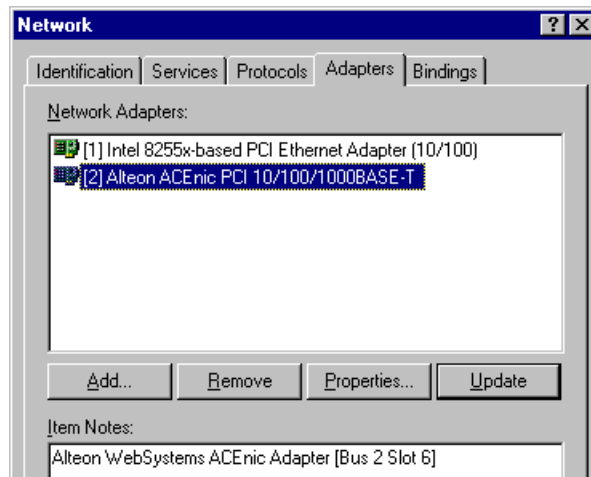 Network
Identification Services Protocols Adapters Bindings
Network Adapters:
[1] Intel 8255x-based PCI Ethernet Adapter (10/100)
[2] Alteon ACEnic PCI 10/100/1000BASE-T
Add... Remove Properties... Update
Item Notes:
Alteon WebSystems ACEnic Adapter [Bus 2 Slot 6]